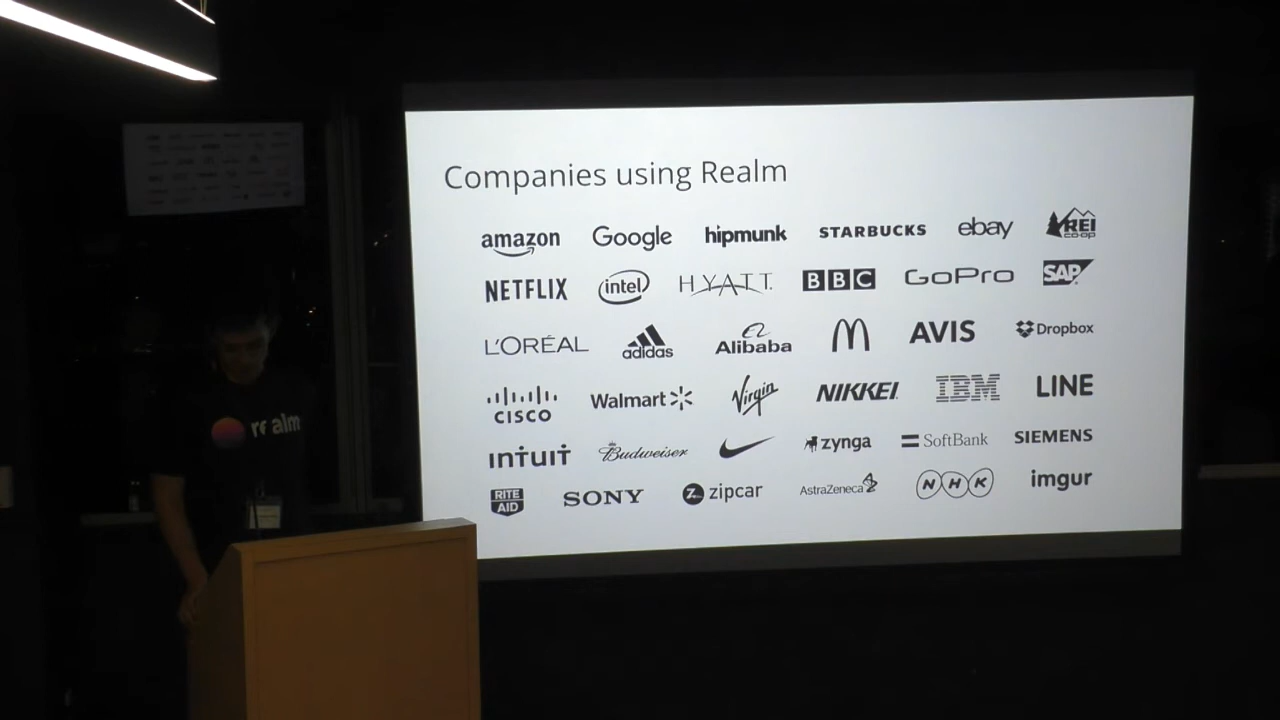 Companies using Realm
amazon Google hipmunk STARBUCKS ebay REI co-op
NETFLIX intel HYATT BBC GoPro SAP
L'ORÉAL adidas Alibaba AVIS Dropbox
CISCO Walmart Virgin NIKKEI IBM LINE
intuit Budweiser zynga SoftBank SIEMENS
RITE AID SONY Z zipcar AstraZeneca NHK imgur
realm